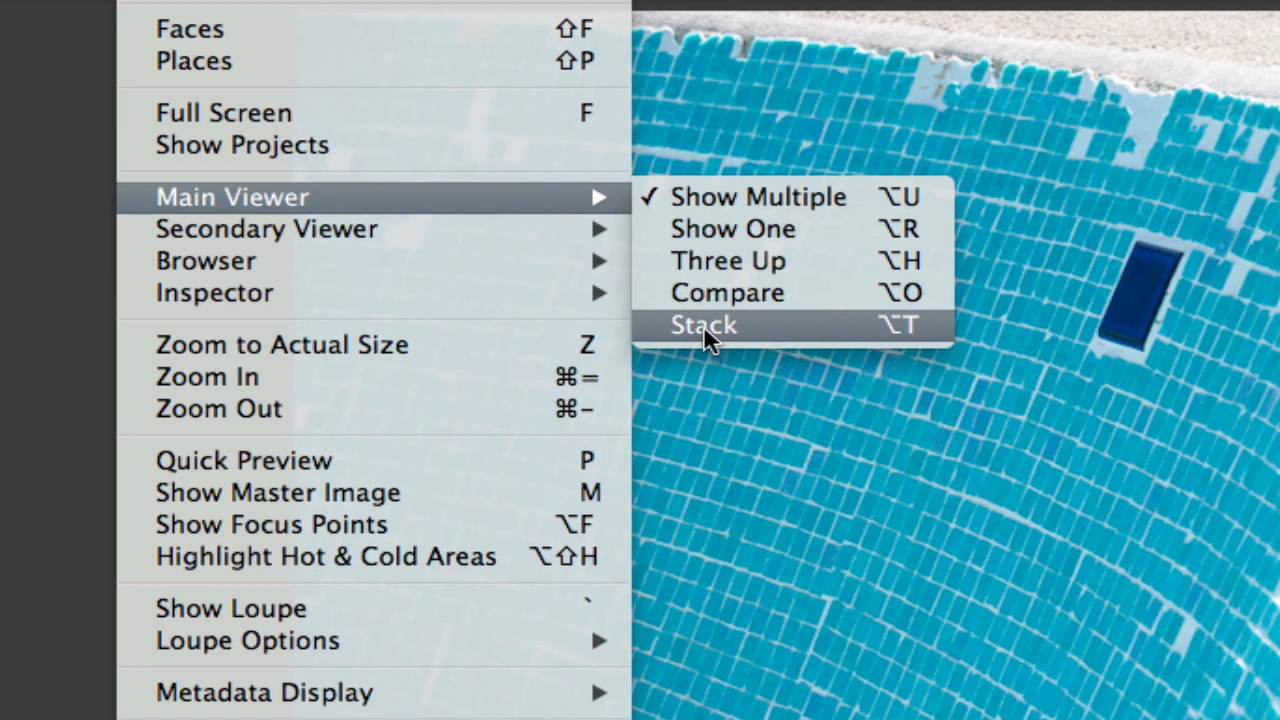 Faces ⇧F
Places ⇧P
Full Screen F
Show Projects
Main Viewer ▶
Secondary Viewer ▶
Browser ▶
Inspector ▶
✓ Show Multiple ⌥U
Show One ⌥R
Three Up ⌥H
Compare ⌥O
Stack ⌥T
Zoom to Actual Size Z
Zoom In ⌘=
Zoom Out ⌘-
Quick Preview P
Show Master Image M
Show Focus Points ⌥F
Highlight Hot & Cold Areas ⌥⇧H
Show Loupe `
Loupe Options ▶
Metadata Display ▶